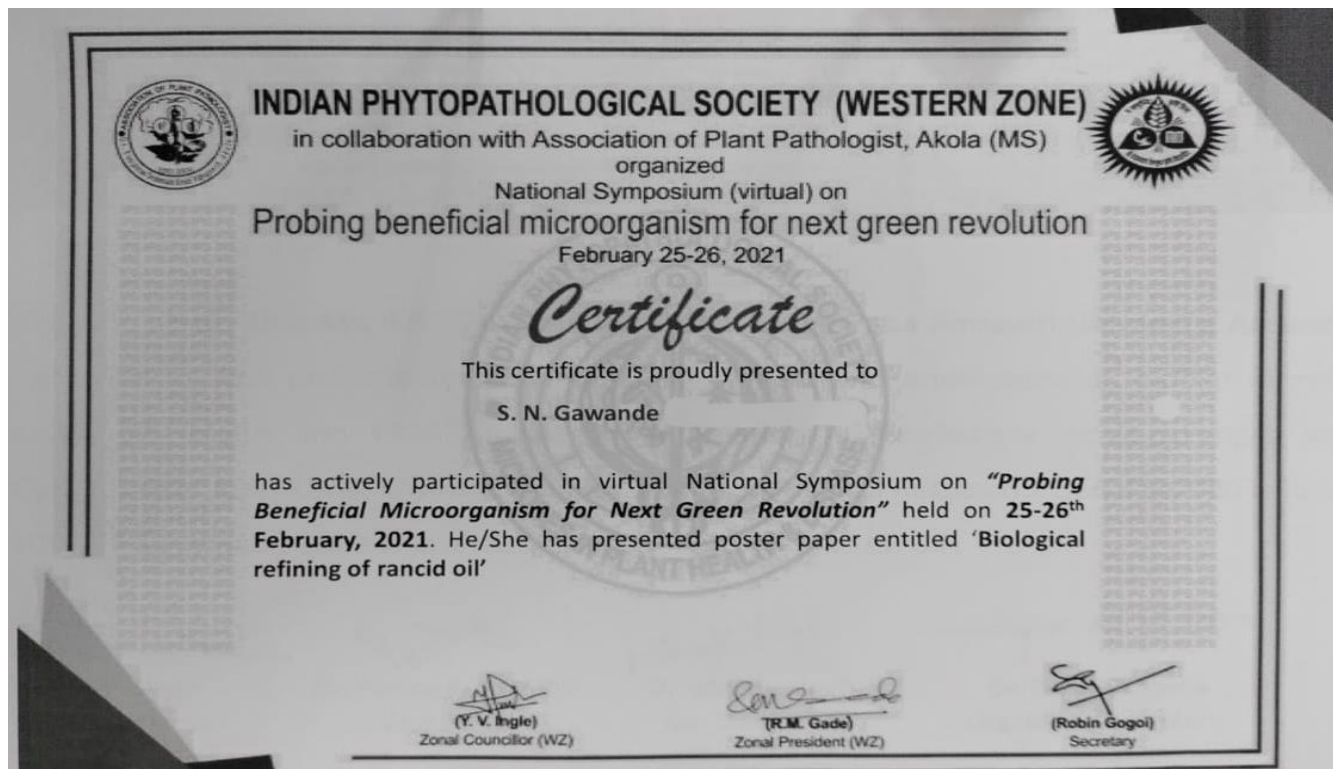 INDIAN PHYTOPATHOLOGICAL SOCIETY (WESTERN ZONE)
in collaboration with Association of Plant Pathologist, Akola (MS)
organized
National Symposium (virtual) on
Probing beneficial microorganism for next green revolution
February 25-26, 2021
Certificate
This certificate is proudly presented to
S. N. Gawande
has actively participated in virtual National Symposium on “Probing
Beneficial Microorganism for Next Green Revolution” held on 25-26th
February, 2021. He/She has presented poster paper entitled ‘Biological
refining of rancid oil’
(Y. V. Ingle)
Zonal Councillor (WZ)
(R.M. Gade)
Zonal President (WZ)
(Robin Gogoi)
Secretary